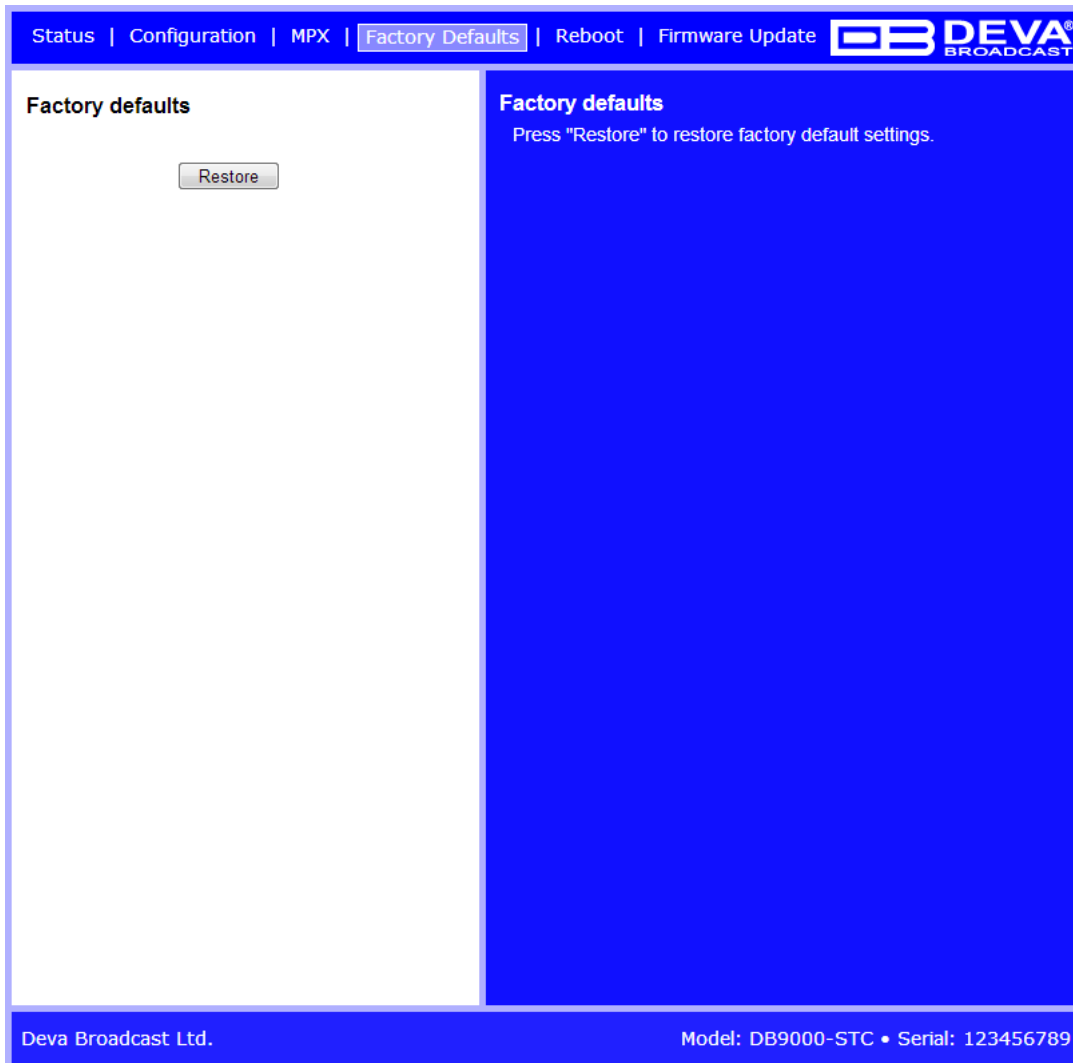 Status | Configuration | MPX | Factory Defaults | Reboot | Firmware Update DB DEVA®
BROADCAST
Factory defaults
Restore
Factory defaults
Press "Restore" to restore factory default settings.
Deva Broadcast Ltd.
Model: DB9000-STC • Serial: 123456789